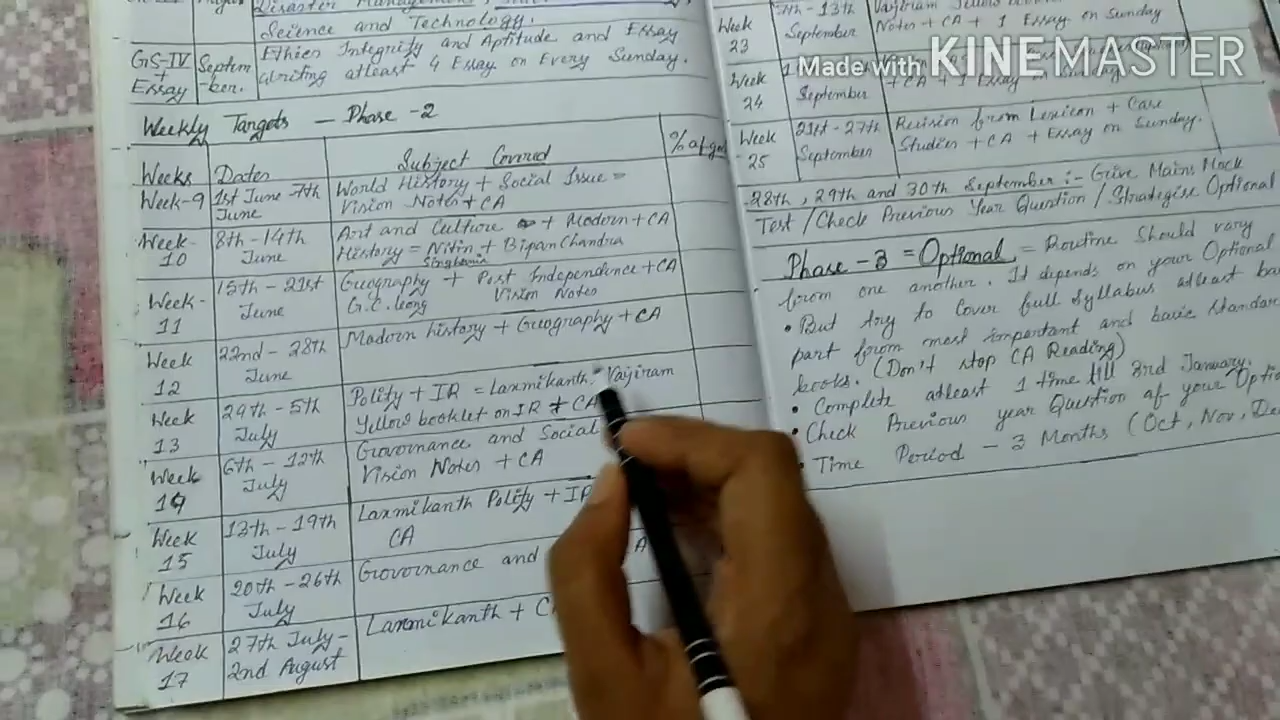 Disaster Management,
Science and Technology.
GS-IV
+
Essay
Septem
ber.
Ethics Integrity and Aptitude and Essay
writing atleast 4 Essay on Every Sunday.
Weekly Targets — Phase -2
Weeks
Dates
Subject Covered
% of g
Week-9
1st June -7th
June
World History + Social Issue =
Vision Notes + CA
Week-
10
8th - 14th
June
Art and Culture + Modern + CA
History = Nitin + Bipan Chandra
Singhania
Week-
11
15th - 21st
June
Geography + Post Independence + CA
G.C. leong Vision Notes
Week
12
22nd - 28th
June
Modern history + Geography + CA
Week
13
29th - 5th
July
Polity + IR = Laxmikanth. Vajiram
Yellow booklet on IR + CA
Week
14
6th - 12th
July
Grovornance and Social
Vision Notes + CA
Week
15
13th - 19th
July
Laxmikanth Polity + IR
CA
Week
16
20th - 26th
July
Grovornance and
A
Week
17
27th July-
2nd August
Laxmikanth + C
Week
23
7th - 13th
September
Notes + CA + 1 Essay on Sunday
Week
24
September
+ CA + 1 Essay on Sunday.
Week
25
21st - 27th
September
Revision from Lexicon + Case
Studies + CA + Essay on Sunday.
28th, 29th and 30th September :- Give Mains Mock
Test / Check Previous Year Question / Strategise Optional
Phase -3 = Optional = Routine should vary
from one another. It depends on your Optional
• But try to Cover full Syllabus atleast
part from most important and basic Standar
books. (Don't stop CA Reading)
• Complete atleast 1 time till 3rd January.
• Check Previous year Question of your Optio
• Time Period - 3 Months (Oct, Nov, De
Made with KINEMASTER